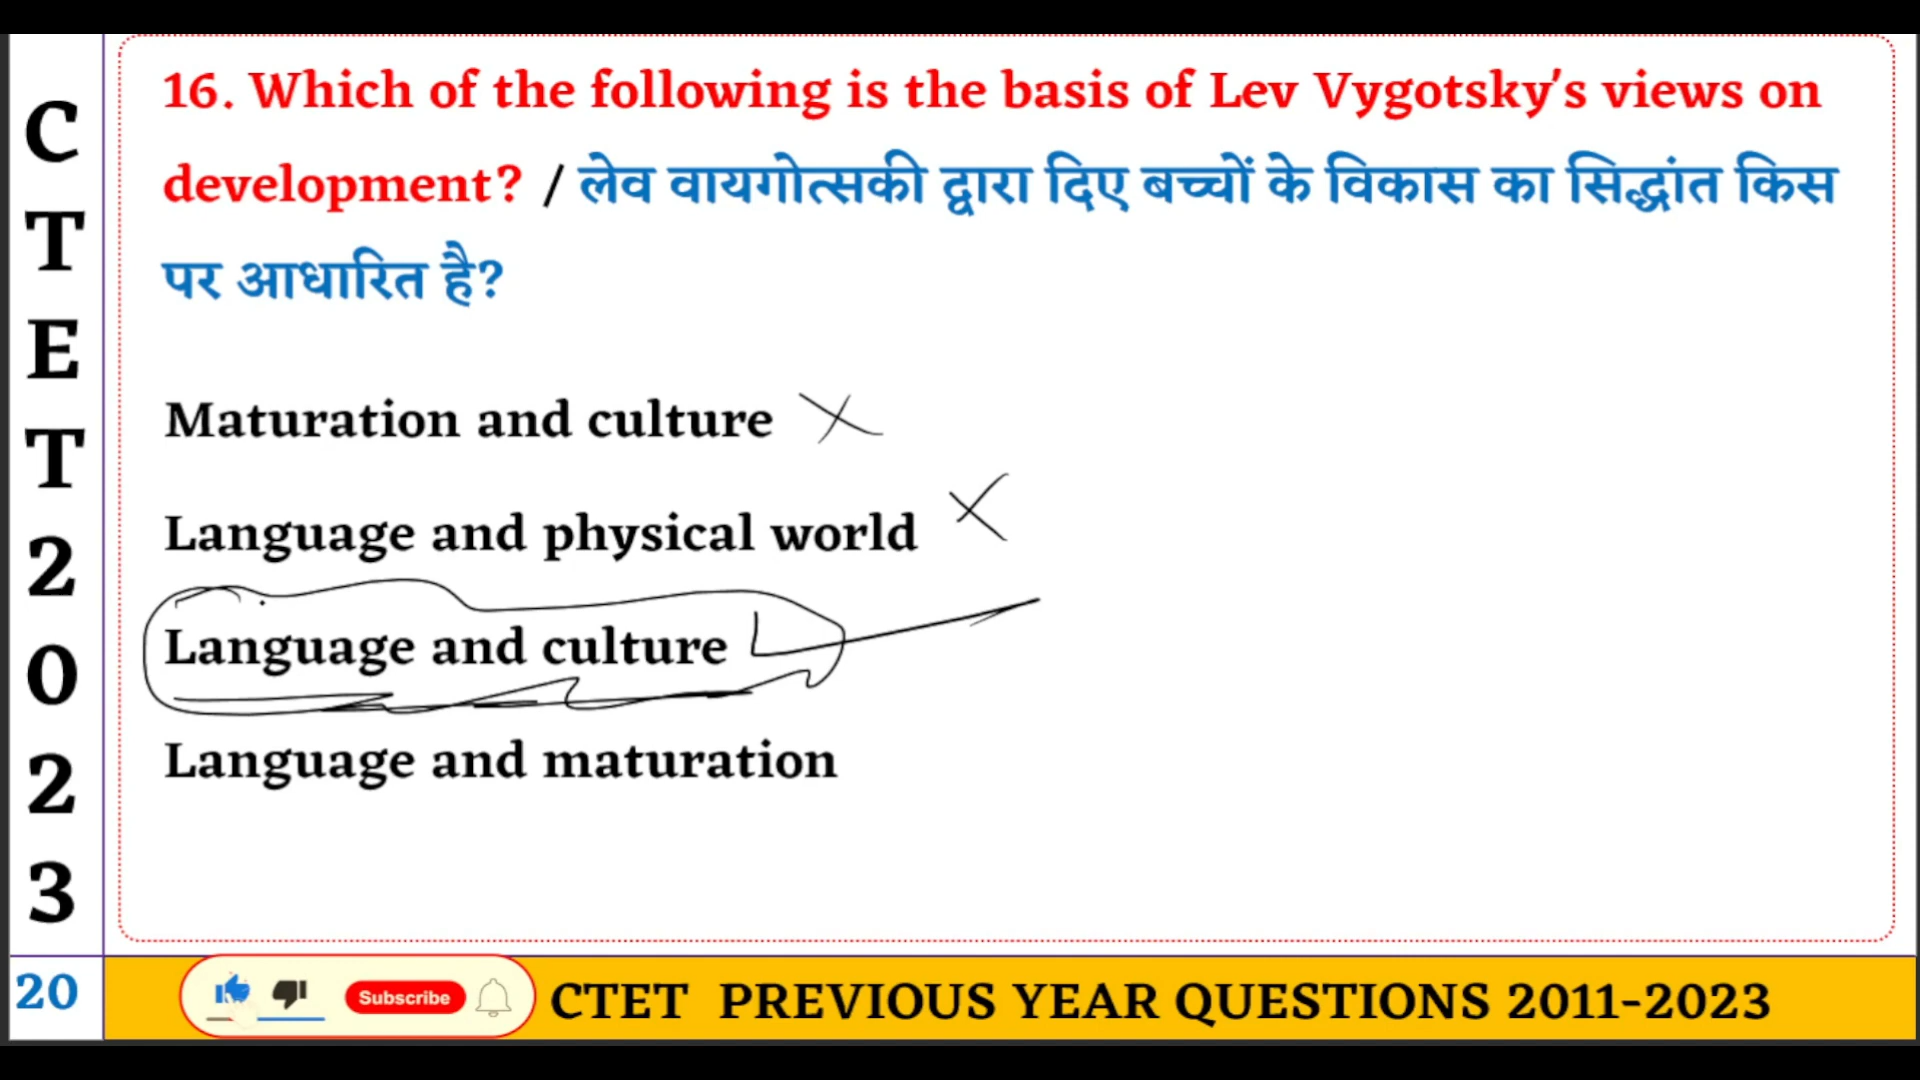 16. Which of the following is the basis of Lev Vygotsky's views on
development? / लेव वायगोत्सकी द्वारा दिए बच्चों के विकास का सिद्धांत किस
पर आधारित है?
Maturation and culture
Language and physical world
Language and culture
Language and maturation
C
T
E
T
2
0
2
3
20
Subscribe
CTET PREVIOUS YEAR QUESTIONS 2011-2023